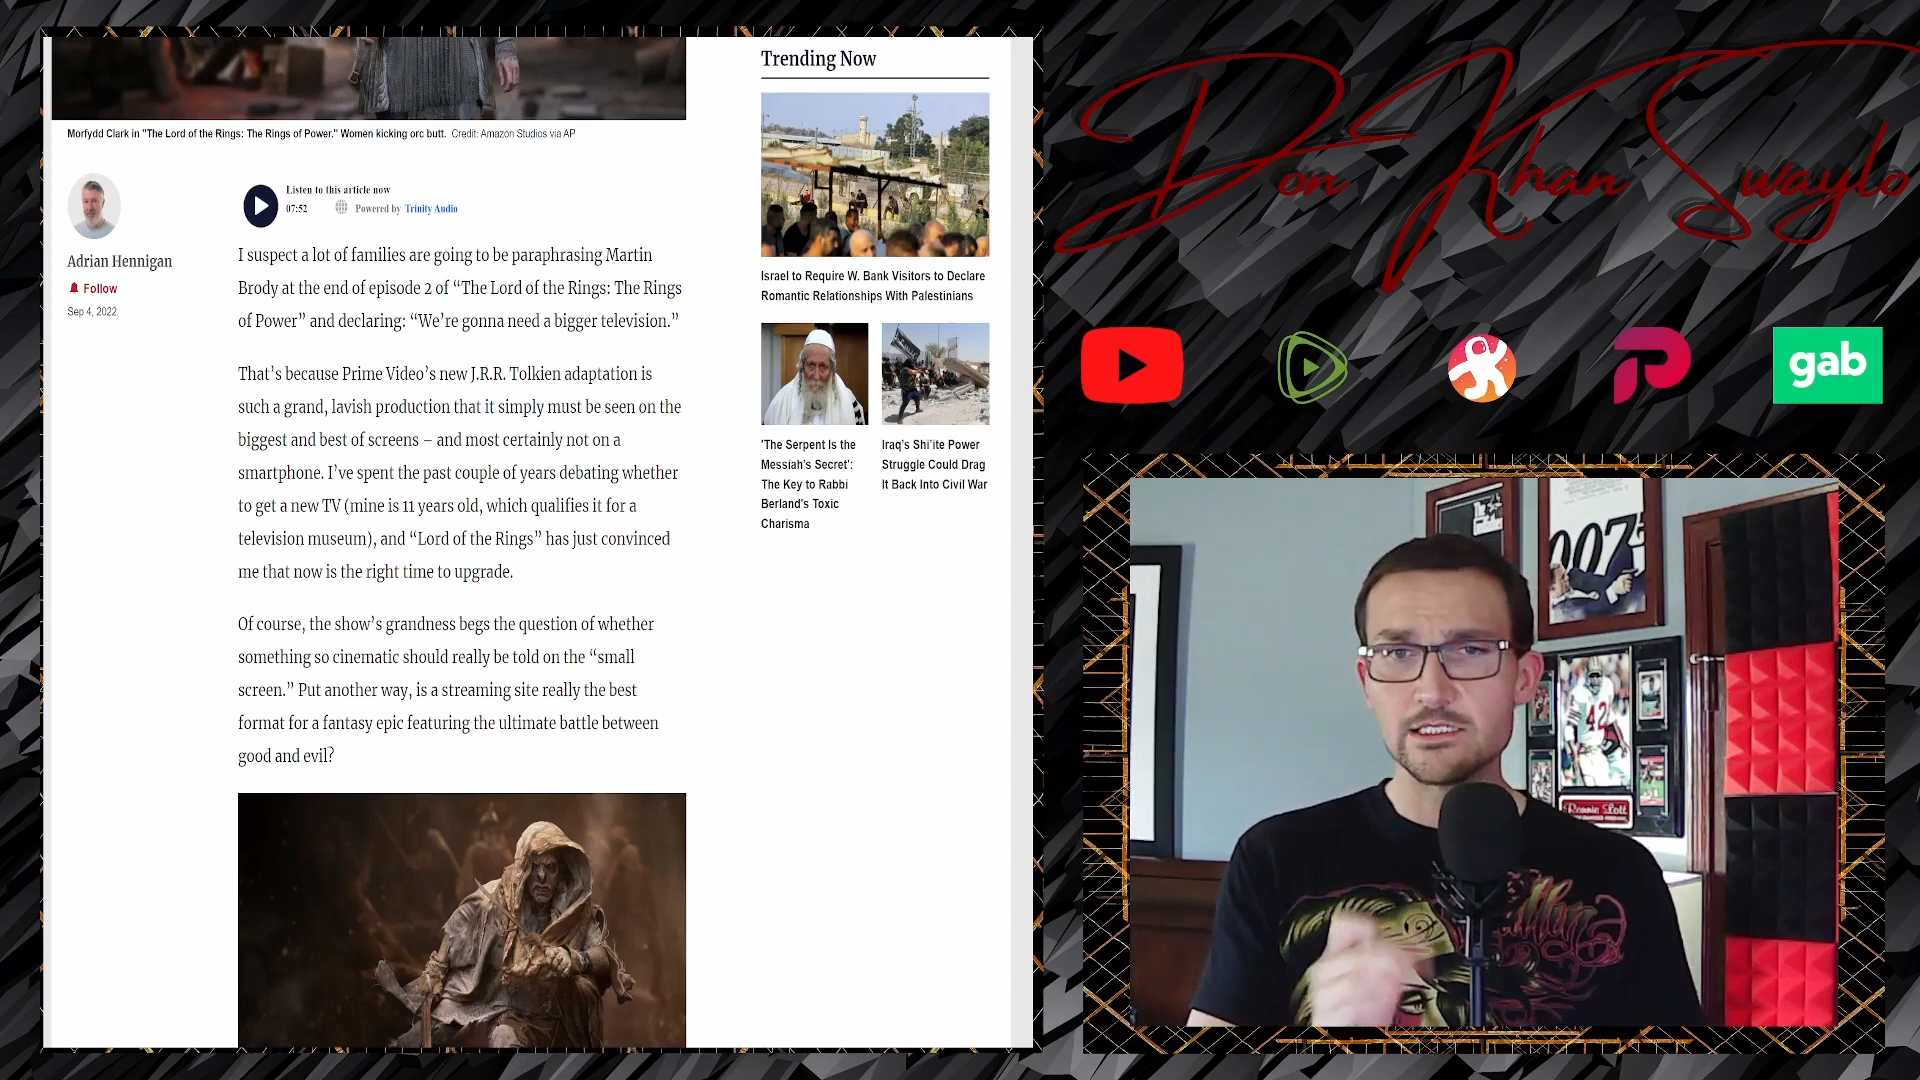 Morfydd Clark in "The Lord of the Rings: The Rings of Power." Women kicking orc butt. Credit: Amazon Studios via AP
Adrian Hennigan
Follow
Sep 4, 2022
Listen to this article now
07:52 Powered by Trinity Audio
I suspect a lot of families are going to be paraphrasing Martin
Brody at the end of episode 2 of “The Lord of the Rings: The Rings
of Power” and declaring: “We’re gonna need a bigger television.”
That’s because Prime Video’s new J.R.R. Tolkien adaptation is
such a grand, lavish production that it simply must be seen on the
biggest and best of screens – and most certainly not on a
smartphone. I’ve spent the past couple of years debating whether
to get a new TV (mine is 11 years old, which qualifies it for a
television museum), and “Lord of the Rings” has just convinced
me that now is the right time to upgrade.
Of course, the show’s grandness begs the question of whether
something so cinematic should really be told on the “small
screen.” Put another way, is a streaming site really the best
format for a fantasy epic featuring the ultimate battle between
good and evil?
Trending Now
Israel to Require W. Bank Visitors to Declare
Romantic Relationships With Palestinians
'The Serpent Is the
Messiah's Secret':
The Key to Rabbi
Berland's Toxic
Charisma
Iraq's Shi'ite Power
Struggle Could Drag
It Back Into Civil War
Don Khan Swaylo
gab
007
42
Ronnie Lott